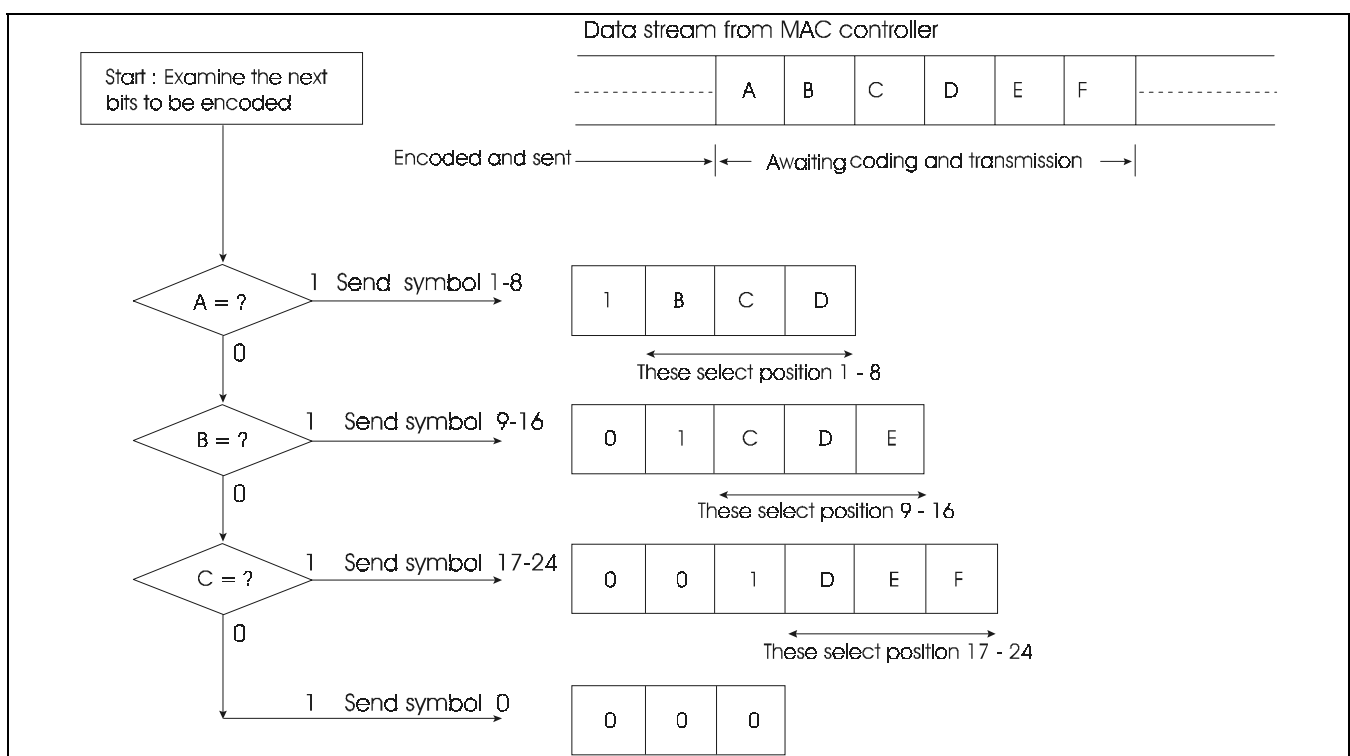 Data stream from MAC controller
Start : Examine the next
bits to be encoded
A B C D E F
Encoded and sent
Awaiting coding and transmission
A = ?
1 Send symbol 1-8
1 B C D
0
These select position 1 - 8
B = ?
1 Send symbol 9-16
0 1 C D E
0
These select position 9 - 16
C = ?
1 Send symbol 17-24
0 0 1 D E F
0
These select position 17 - 24
1 Send symbol 0
0 0 0